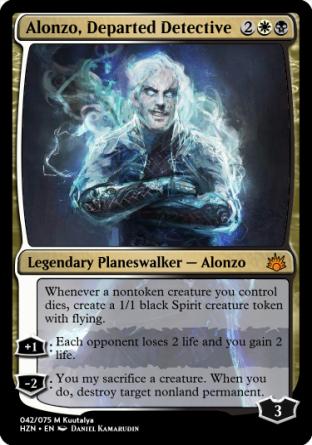 Alonzo, Departed Detective 2
Legendary Planeswalker — Alonzo
Whenever a nontoken creature you control
dies, create a 1/1 black Spirit creature token
with flying.
+1: Each opponent loses 2 life and you gain 2
life.
-2: You may sacrifice a creature. When you
do, destroy target nonland permanent.
3
042/075 M Kuutalya
HZN • EN Daniel Kamarudin